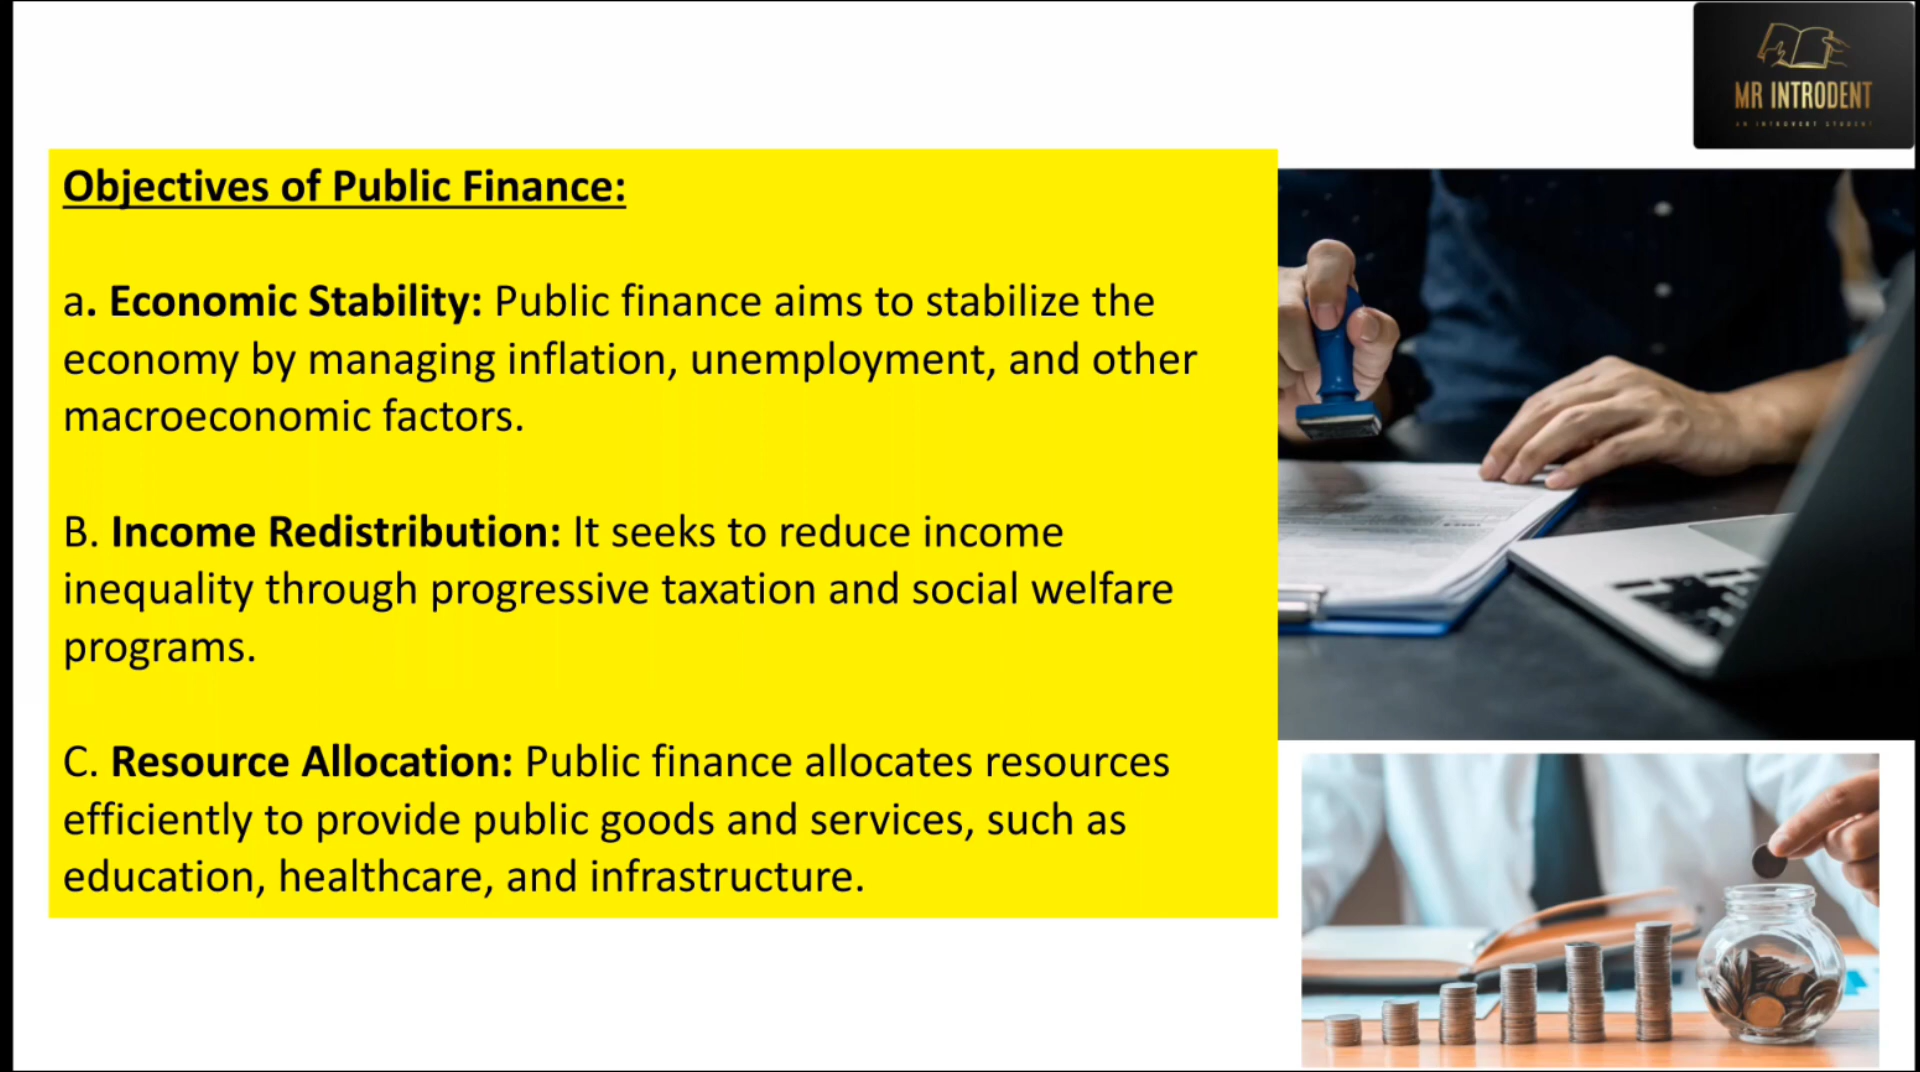 MR INTRODENT
AN INTROVERT STUDENT
Objectives of Public Finance:
a. Economic Stability: Public finance aims to stabilize the
economy by managing inflation, unemployment, and other
macroeconomic factors.
B. Income Redistribution: It seeks to reduce income
inequality through progressive taxation and social welfare
programs.
C. Resource Allocation: Public finance allocates resources
efficiently to provide public goods and services, such as
education, healthcare, and infrastructure.